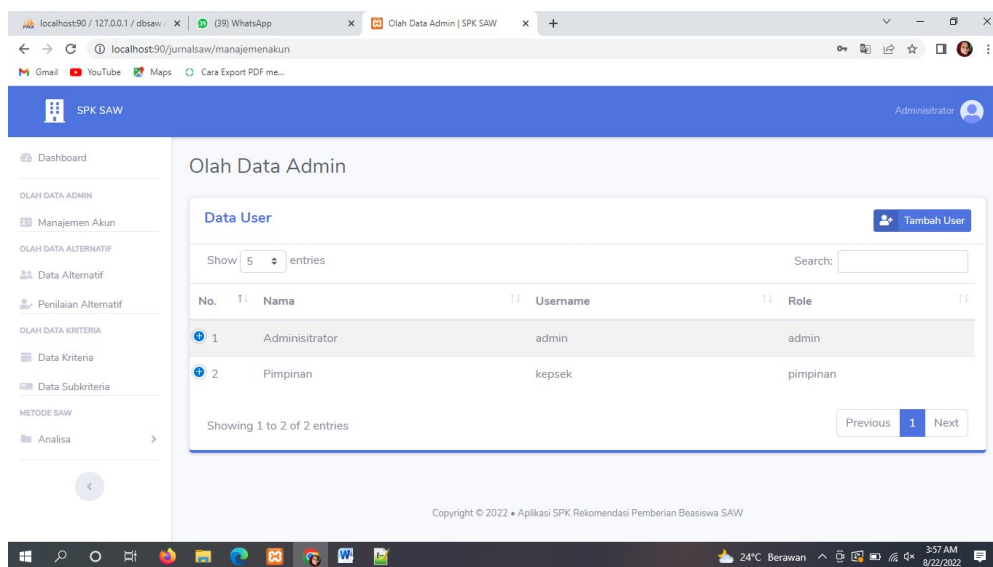 localhost:90 / 127.0.0.1 / dbsaw /
(39) WhatsApp
Olah Data Admin | SPK SAW
localhost:90/jurnalsaw/manajemenakun
Gmail
YouTube
Maps
Cara Export PDF me...
SPK SAW
Adminisitrator
Dashboard
Olah Data Admin
OLAH DATA ADMIN
Manajemen Akun
Data User
Tambah User
OLAH DATA ALTERNATIF
Data Alternatif
Penilaian Alternatif
Show 5 entries
Search:
No. Nama Username Role
1 Adminisitrator admin admin
2 Pimpinan kepsek pimpinan
OLAH DATA KRITERIA
Data Kriteria
Data Subkriteria
METODE SAW
Analisa
Showing 1 to 2 of 2 entries
Previous 1 Next
Copyright © 2022 • Aplikasi SPK Rekomendasi Pemberian Beasiswa SAW
24°C Berawan
3:57 AM
8/22/2022